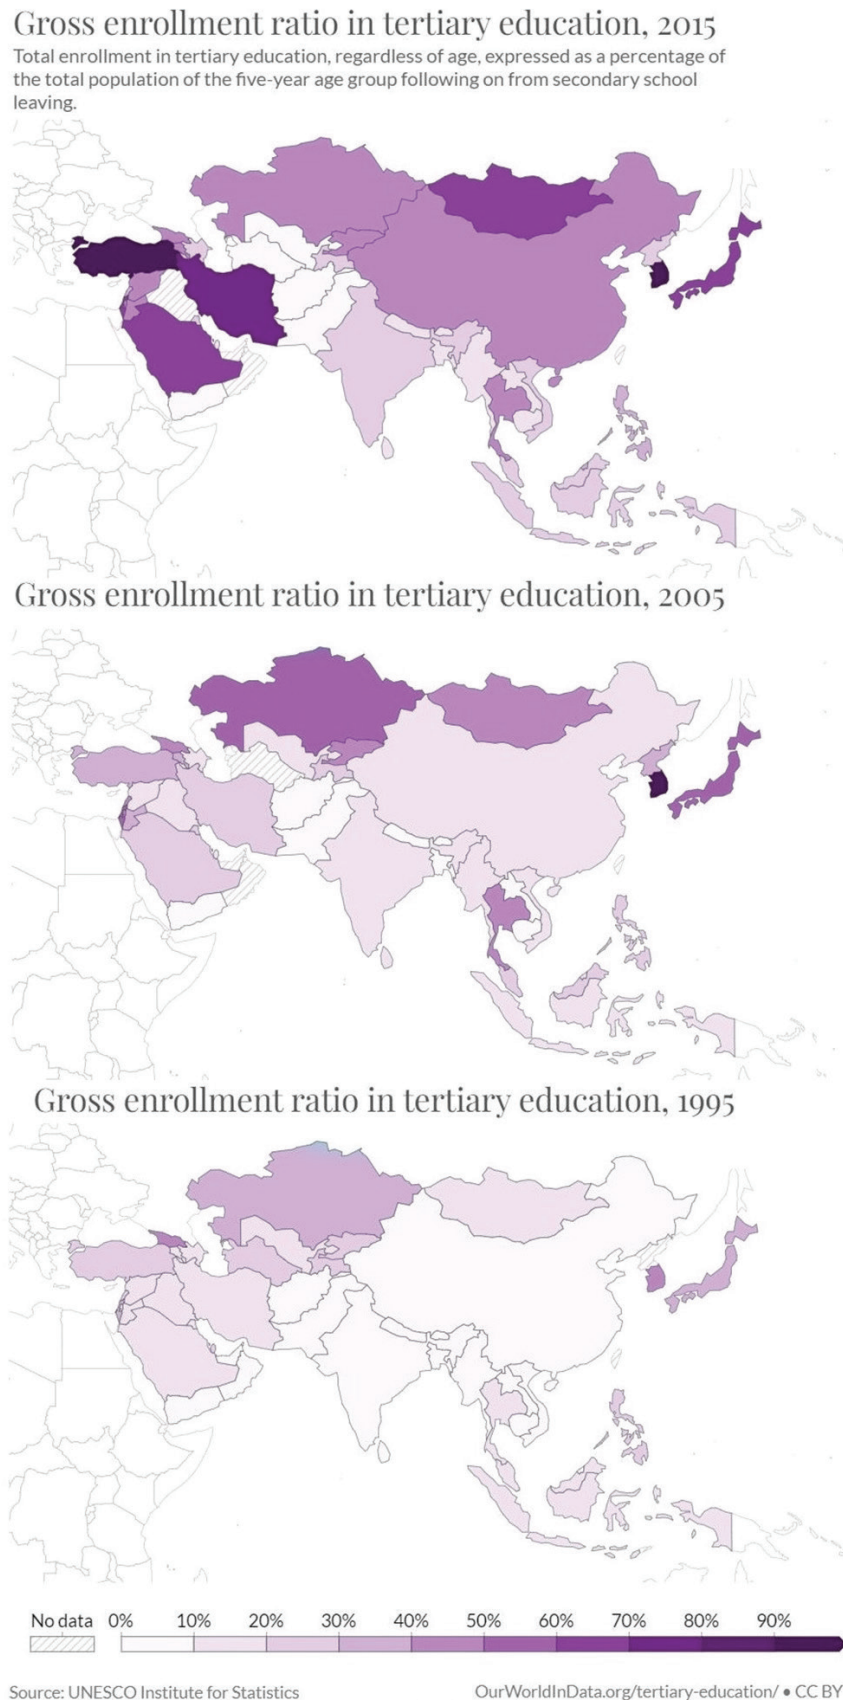 Gross enrollment ratio in tertiary education, 2015
Total enrollment in tertiary education, regardless of age, expressed as a percentage of
the total population of the five-year age group following on from secondary school
leaving.
Gross enrollment ratio in tertiary education, 2005
Gross enrollment ratio in tertiary education, 1995
No data 0% 10% 20% 30% 40% 50% 60% 70% 80% 90%
Source: UNESCO Institute for Statistics OurWorldInData.org/tertiary-education/ • CC BY